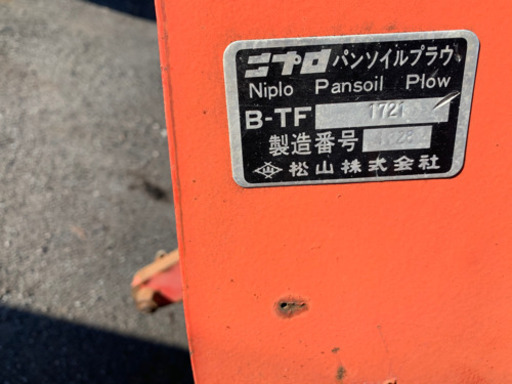 ニプロ パンソイルプラウ
Niplo Pansoil Plow
B-TF 1721
製造番号
松山株式会社